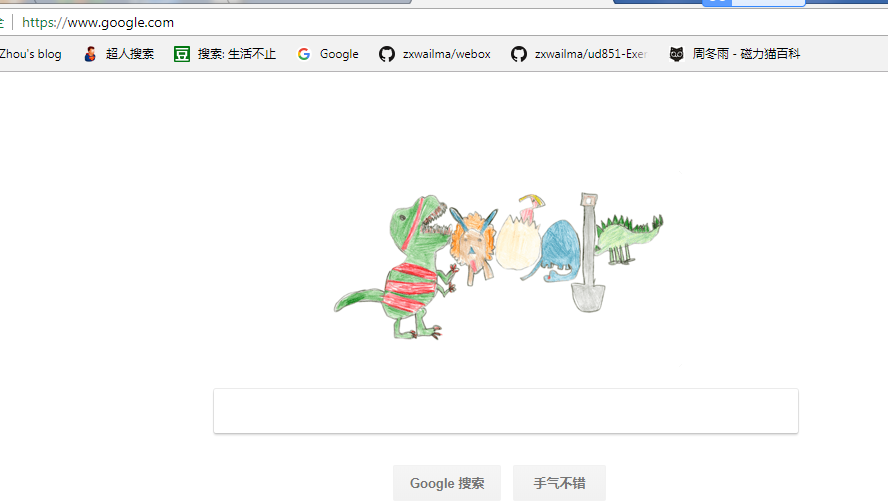 https://www.google.com
Zhou's blog 超人搜索 搜索: 生活不止 Google zxwailma/webox zxwailma/ud851-Exer 周冬雨 - 磁力猫百科
Google 搜索 手气不错